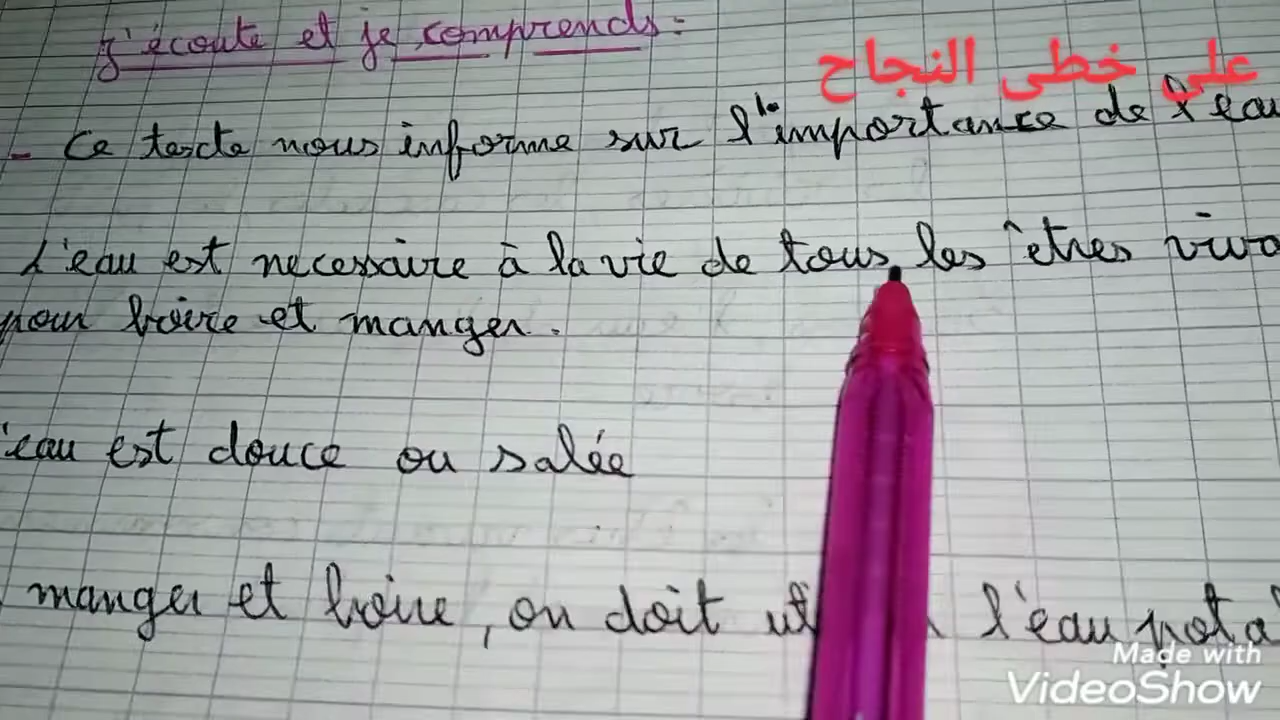 J'écoute et je comprends :
علي خطى النجاح
- Ce texte nous informe sur l'importance de l'eau
L'eau est necessaire à la vie de tous les êtres viva
pour boire et manger.
'eau est douce ou salée
manger et boire, on doit ut l'eau pota
Made with
VideoShow